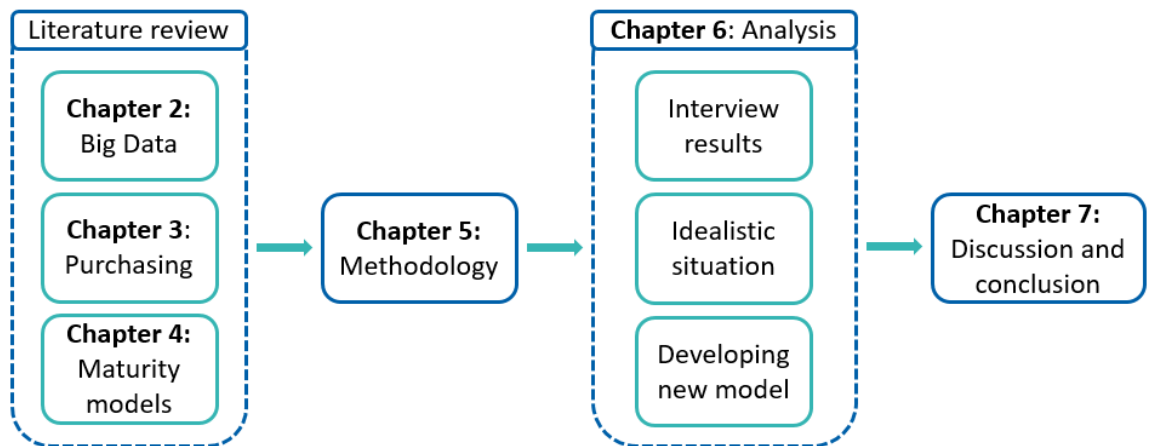 Literature review
Chapter 2:
Big Data
Chapter 3:
Purchasing
Chapter 4:
Maturity
models
Chapter 5:
Methodology
Chapter 6: Analysis
Interview
results
Idealistic
situation
Developing
new model
Chapter 7:
Discussion and
conclusion